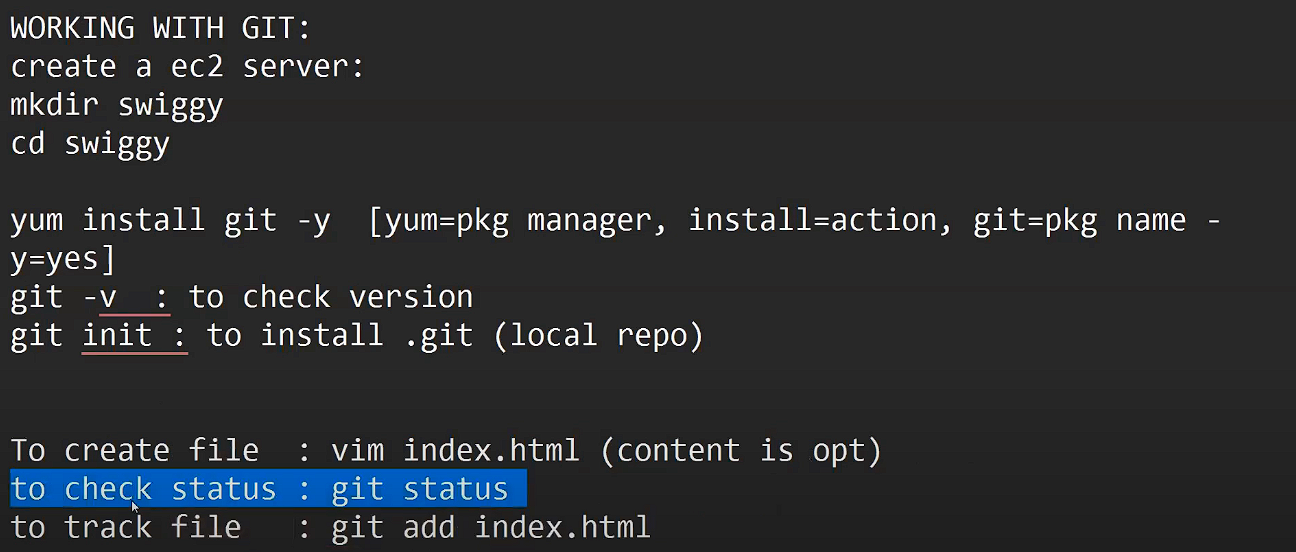 WORKING WITH GIT:
create a ec2 server:
mkdir swiggy
cd swiggy
yum install git -y  [yum=pkg manager, install=action, git=pkg name -
y=yes]
git -v  : to check version
git init : to install .git (local repo)
To create file  : vim index.html (content is opt)
to check status : git status
to track file   : git add index.html